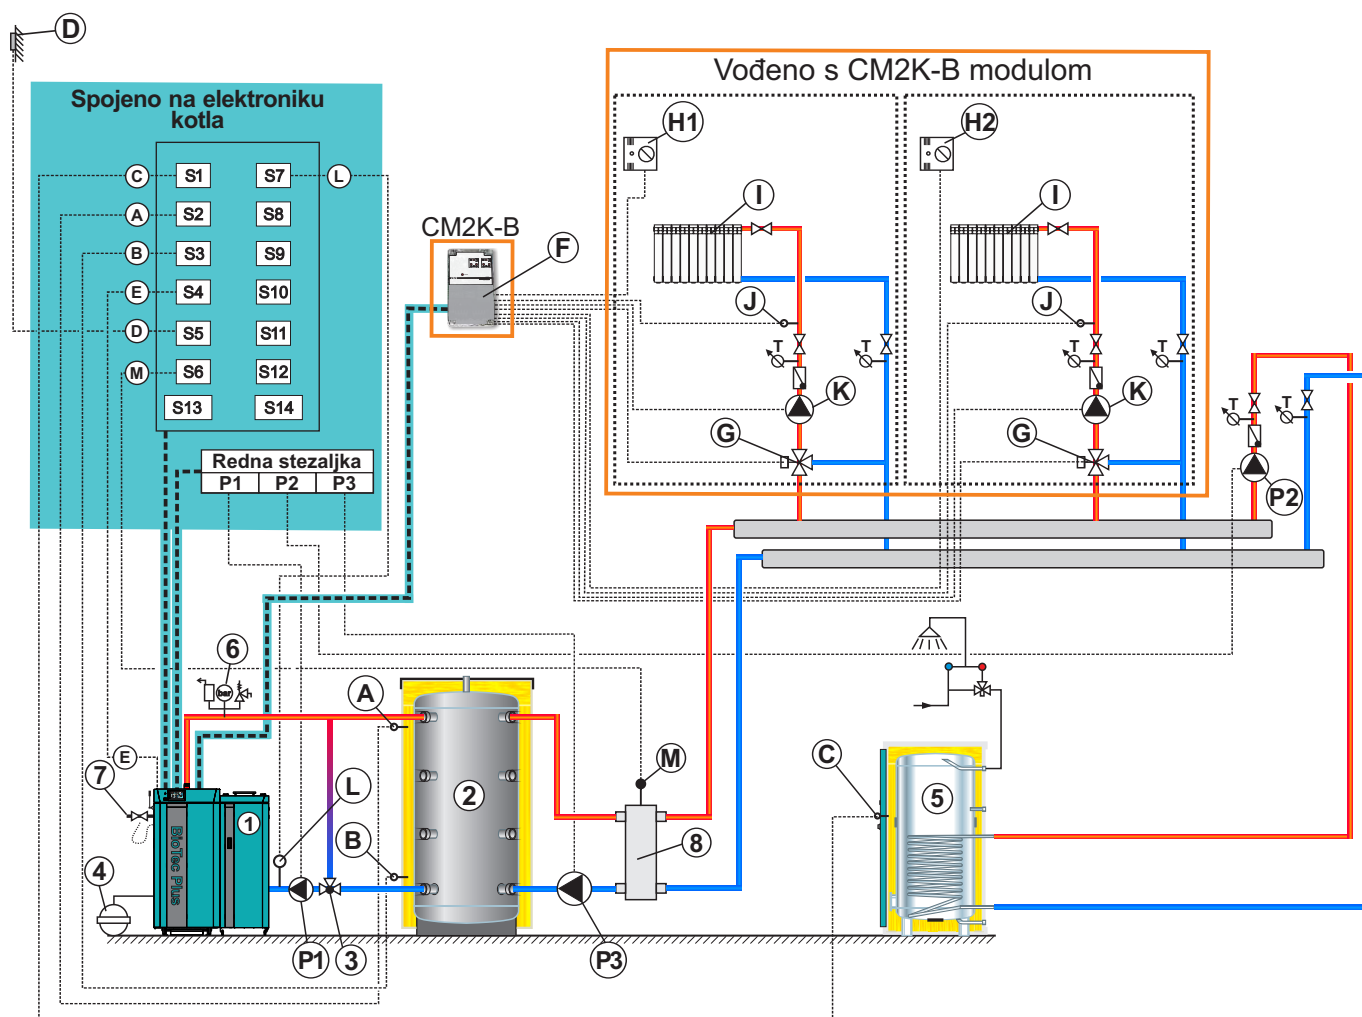 D
Vođeno s CM2K-B modulom
Spojeno na elektroniku
kotla
H1
H2
C
S1
S7
L
A
S2
S8
B
S3
S9
E
S4
S10
D
S5
S11
M
S6
S12
S13
S14
CM2K-B
F
I
I
J
J
T
T
T
T
K
K
G
G
T
T
P2
Redna stezaljka
P1
P2
P3
6
bar
A
E
7
1
BioTec Plus
L
2
M
B
8
4
P1
3
P3
C
5